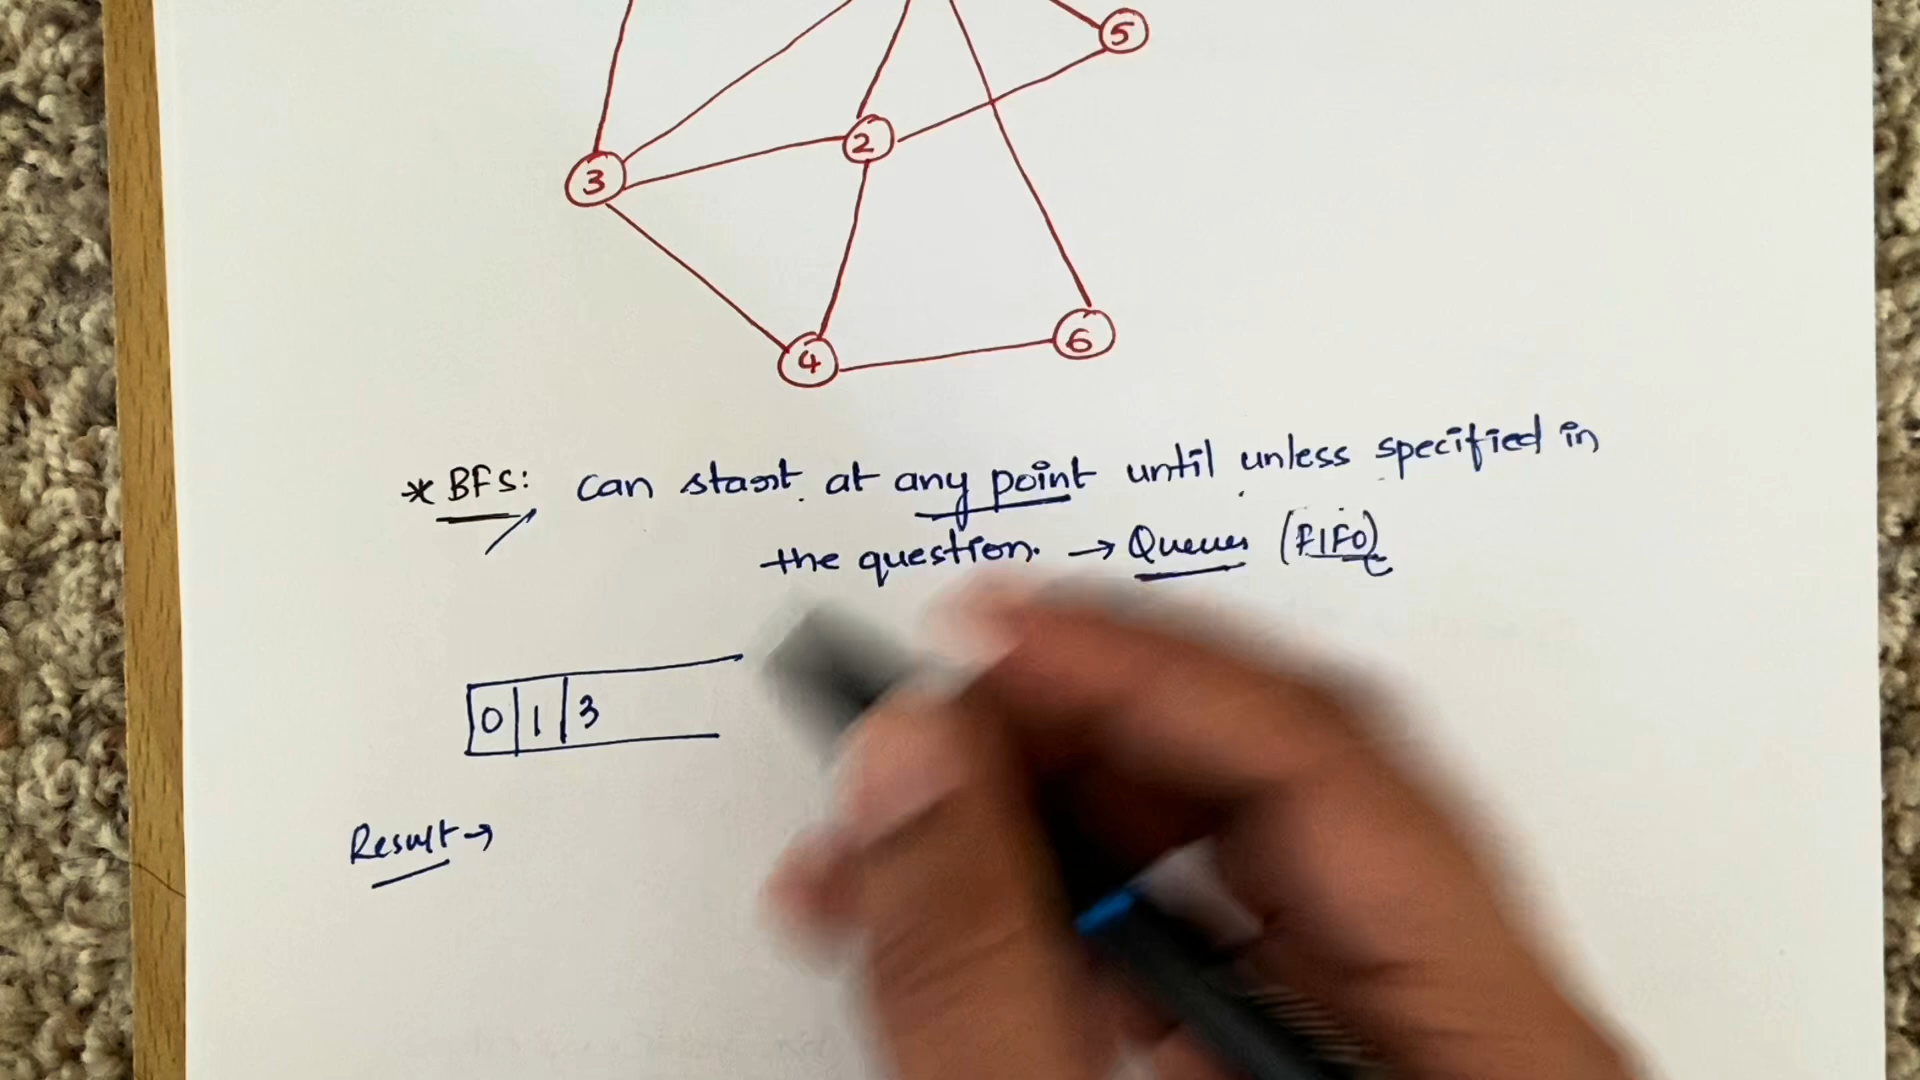 5
2
3
6
4
* BFS: can start at any point until unless specified in
the question. → Queues (FIFO)
0 1 3
Result →